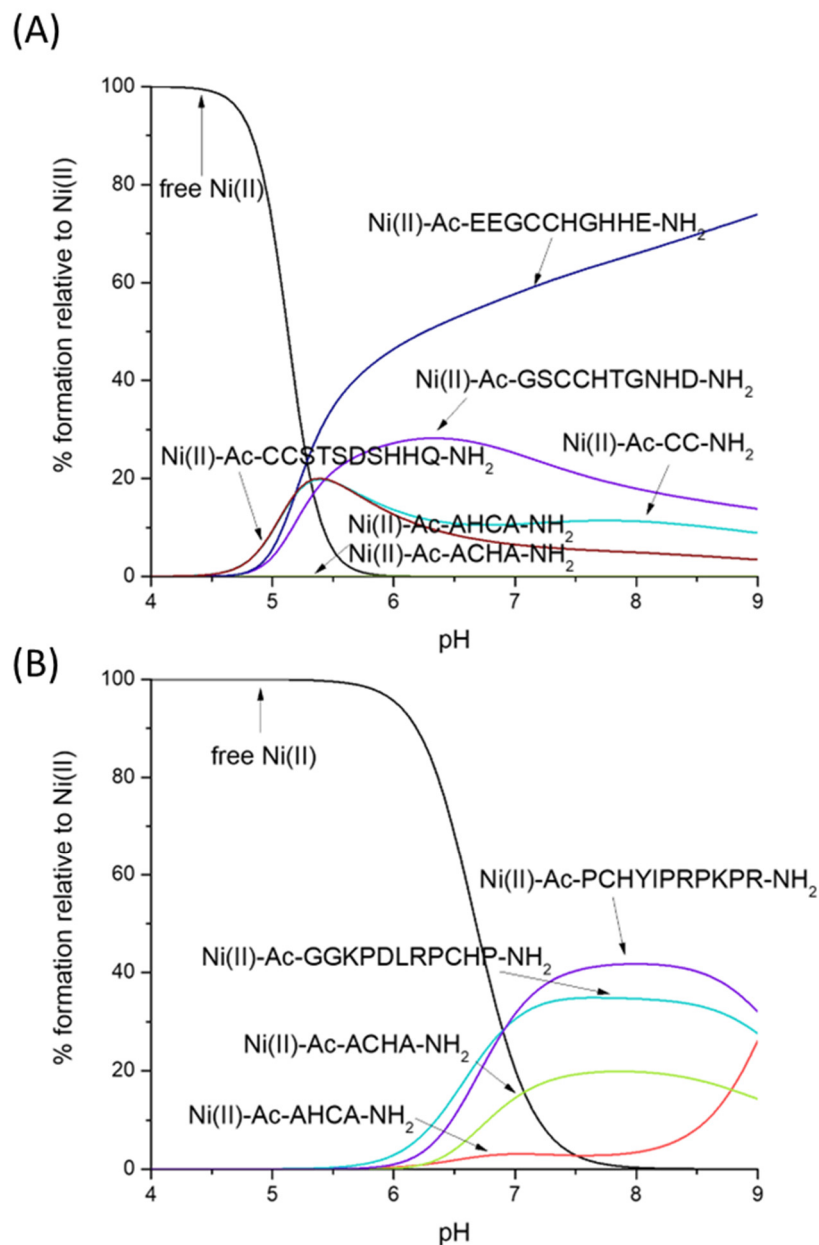 (A)
100
80
60
40
20
0
% formation relative to Ni(II)
free Ni(II)
Ni(II)-Ac-EEGCCHGHHE-NH2
Ni(II)-Ac-GSCCHTGNHD-NH2
Ni(II)-Ac-CCSTSDSHHQ-NH2
Ni(II)-Ac-CC-NH2
Ni(II)-Ac-AHCA-NH2
Ni(II)-Ac-ACHA-NH2
4 5 6 7 8 9
pH
(B)
100
80
60
40
20
0
% formation relative to Ni(II)
free Ni(II)
Ni(II)-Ac-PCHYIPRPKPR-NH2
Ni(II)-Ac-GGKPDLRPCHP-NH2
Ni(II)-Ac-ACHA-NH2
Ni(II)-Ac-AHCA-NH2
4 5 6 7 8 9
pH